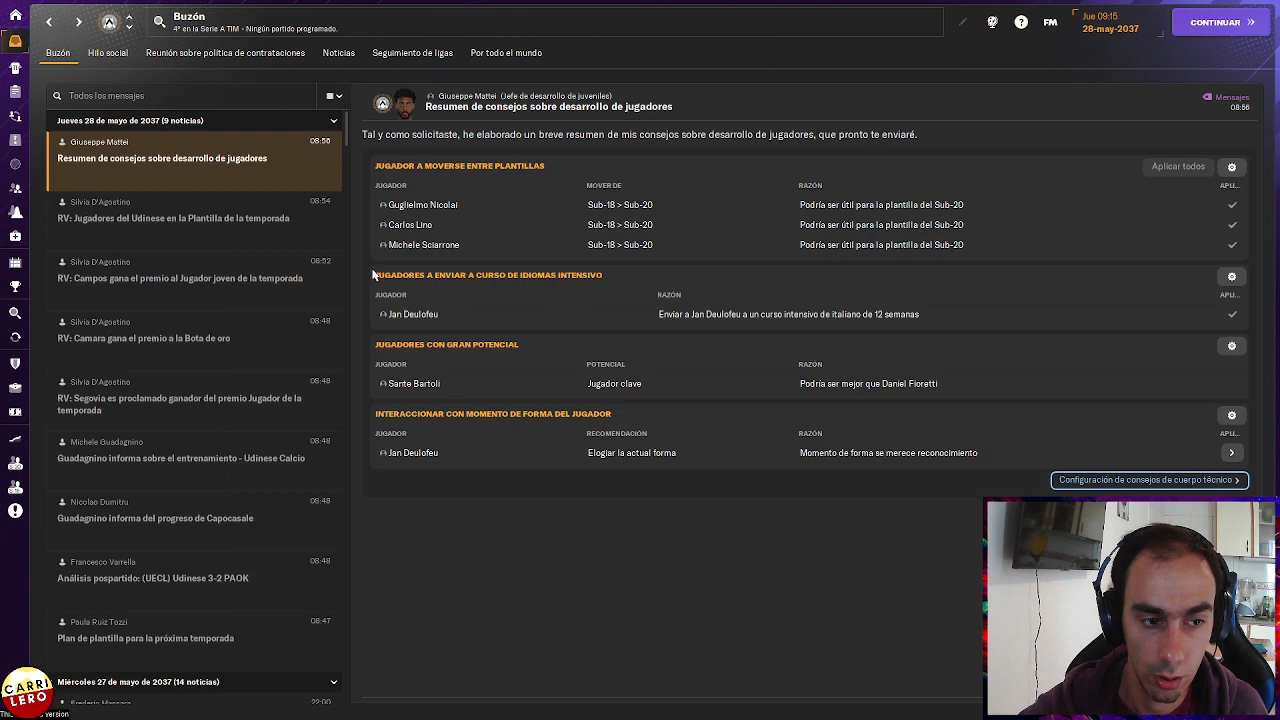 Buzón
4º en la Serie A TIM • Ningún partido programado.
FM
Jue 09:15
28-may-2037
CONTINUAR
Buzón
Hilo social
Reunión sobre política de contrataciones
Noticias
Seguimiento de ligas
Por todo el mundo
Todos los mensajes
Jueves 28 de mayo de 2037 (9 noticias)
Giuseppe Mattei
08:56
Resumen de consejos sobre desarrollo de jugadores
Silvia D'Agostino
08:54
RV: Jugadores del Udinese en la Plantilla de la temporada
Silvia D'Agostino
08:52
RV: Campos gana el premio al Jugador joven de la temporada
Silvia D'Agostino
08:48
RV: Camara gana el premio a la Bota de oro
Silvia D'Agostino
08:48
RV: Segovia es proclamado ganador del premio Jugador de la
temporada
Michele Guadagnino
08:48
Guadagnino informa sobre el entrenamiento - Udinese Calcio
Nicolao Dumitru
08:48
Guadagnino informa del progreso de Capocasale
Francesco Varrella
08:48
Análisis pospartido: (UECL) Udinese 3-2 PAOK
Paula Ruiz Tozzi
08:47
Plan de plantilla para la próxima temporada
Miércoles 27 de mayo de 2037 (14 noticias)
22:00
Giuseppe Mattei (Jefe de desarrollo de juveniles)
Resumen de consejos sobre desarrollo de jugadores
Mensajes
08:56
Tal y como solicitaste, he elaborado un breve resumen de mis consejos sobre desarrollo de jugadores, que pronto te enviaré.
JUGADOR A MOVERSE ENTRE PLANTILLAS
Aplicar todos
JUGADOR MOVER DE RAZÓN APLI...
Guglielmo Nicolai Sub-18 > Sub-20 Podría ser útil para la plantilla del Sub-20
Carlos Lino Sub-18 > Sub-20 Podría ser útil para la plantilla del Sub-20
Michele Sciarrone Sub-18 > Sub-20 Podría ser útil para la plantilla del Sub-20
JUGADORES A ENVIAR A CURSO DE IDIOMAS INTENSIVO
JUGADOR RAZÓN APLI...
Jan Deulofeu Enviar a Jan Deulofeu a un curso intensivo de italiano de 12 semanas
JUGADORES CON GRAN POTENCIAL
JUGADOR POTENCIAL RAZÓN
Sante Bartoli Jugador clave Podría ser mejor que Daniel Fioretti
INTERACCIONAR CON MOMENTO DE FORMA DEL JUGADOR
JUGADOR RECOMENDACIÓN RAZÓN APLI...
Jan Deulofeu Elogiar la actual forma Momento de forma se merece reconocimiento
Configuración de consejos de cuerpo técnico
CARRI
LERO
version